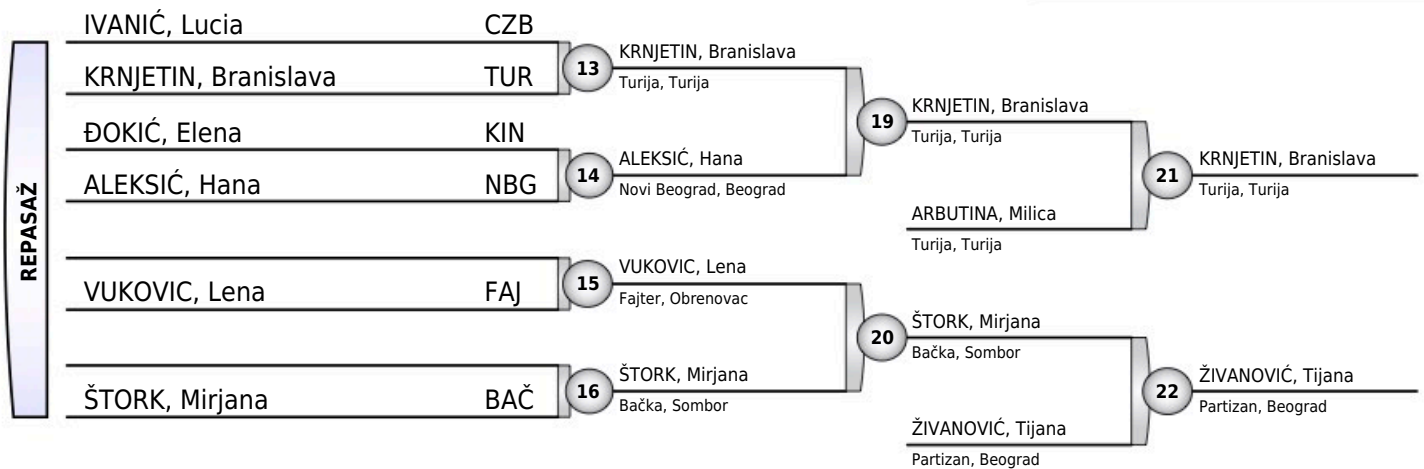 REPASAŽ
IVANIĆ, Lucia CZB
KRNJETIN, Branislava TUR
ĐOKIĆ, Elena KIN
ALEKSIĆ, Hana NBG
VUKOVIC, Lena FAJ
ŠTORK, Mirjana BAČ
13
KRNJETIN, Branislava
Turija, Turija
14
ALEKSIĆ, Hana
Novi Beograd, Beograd
15
VUKOVIC, Lena
Fajter, Obrenovac
16
ŠTORK, Mirjana
Bačka, Sombor
19
KRNJETIN, Branislava
Turija, Turija
ARBUTINA, Milica
Turija, Turija
20
ŠTORK, Mirjana
Bačka, Sombor
ŽIVANOVIĆ, Tijana
Partizan, Beograd
21
KRNJETIN, Branislava
Turija, Turija
22
ŽIVANOVIĆ, Tijana
Partizan, Beograd